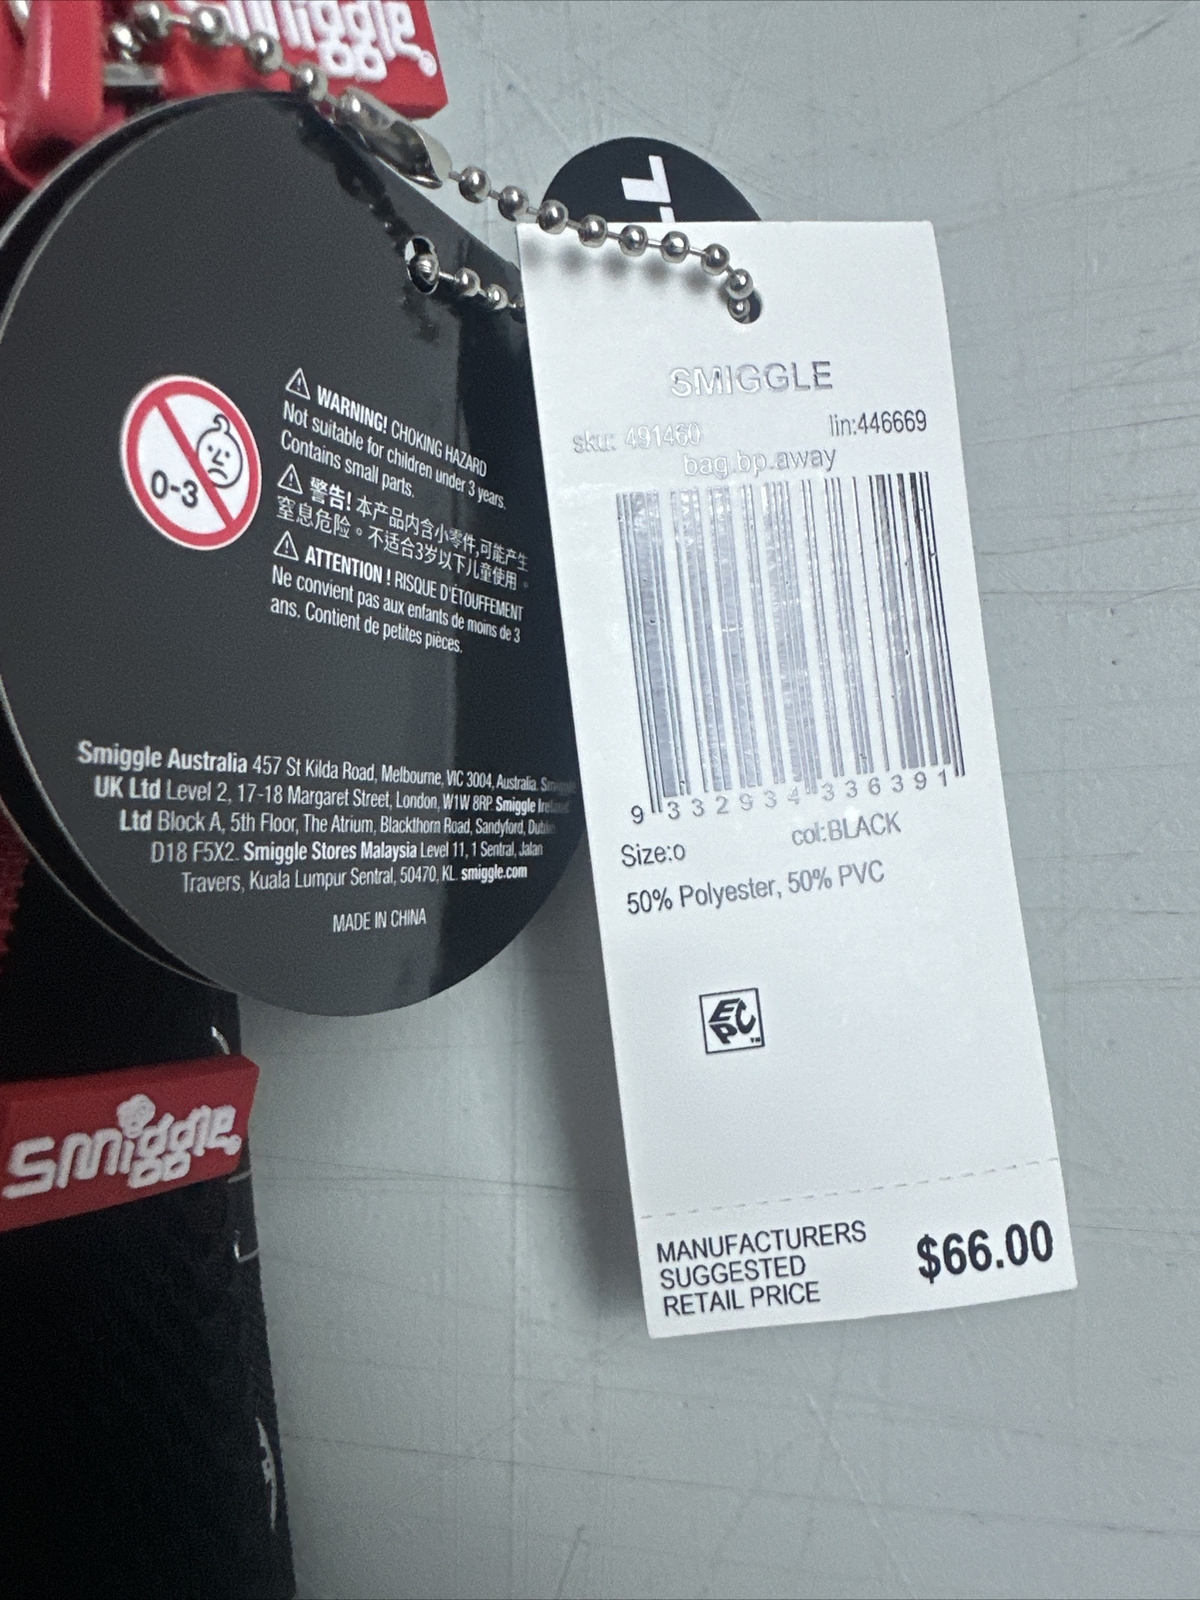 smiggle
0-3
WARNING! CHOKING HAZARD
Not suitable for children under 3 years.
Contains small parts.
警告! 本产品内含小零件,可能产生
窒息危险。不适合3岁以下儿童使用。
ATTENTION ! RISQUE D'ÉTOUFFEMENT
Ne convient pas aux enfants de moins de 3
ans. Contient de petites pièces.
Smiggle Australia 457 St Kilda Road, Melbourne, VIC 3004, Australia. Smiggle
UK Ltd Level 2, 17-18 Margaret Street, London, W1W 8RP. Smiggle Ireland
Ltd Block A, 5th Floor, The Atrium, Blackthorn Road, Sandyford, Dublin
D18 F5X2. Smiggle Stores Malaysia Level 11, 1 Sentral, Jalan
Travers, Kuala Lumpur Sentral, 50470, KL. smiggle.com
MADE IN CHINA
SMIGGLE
sku: 491460 lin:446669
bag.bp.away
9 332934 336391
Size:o col:BLACK
50% Polyester, 50% PVC
EPC TM
MANUFACTURERS
SUGGESTED
RETAIL PRICE
$66.00
smiggle